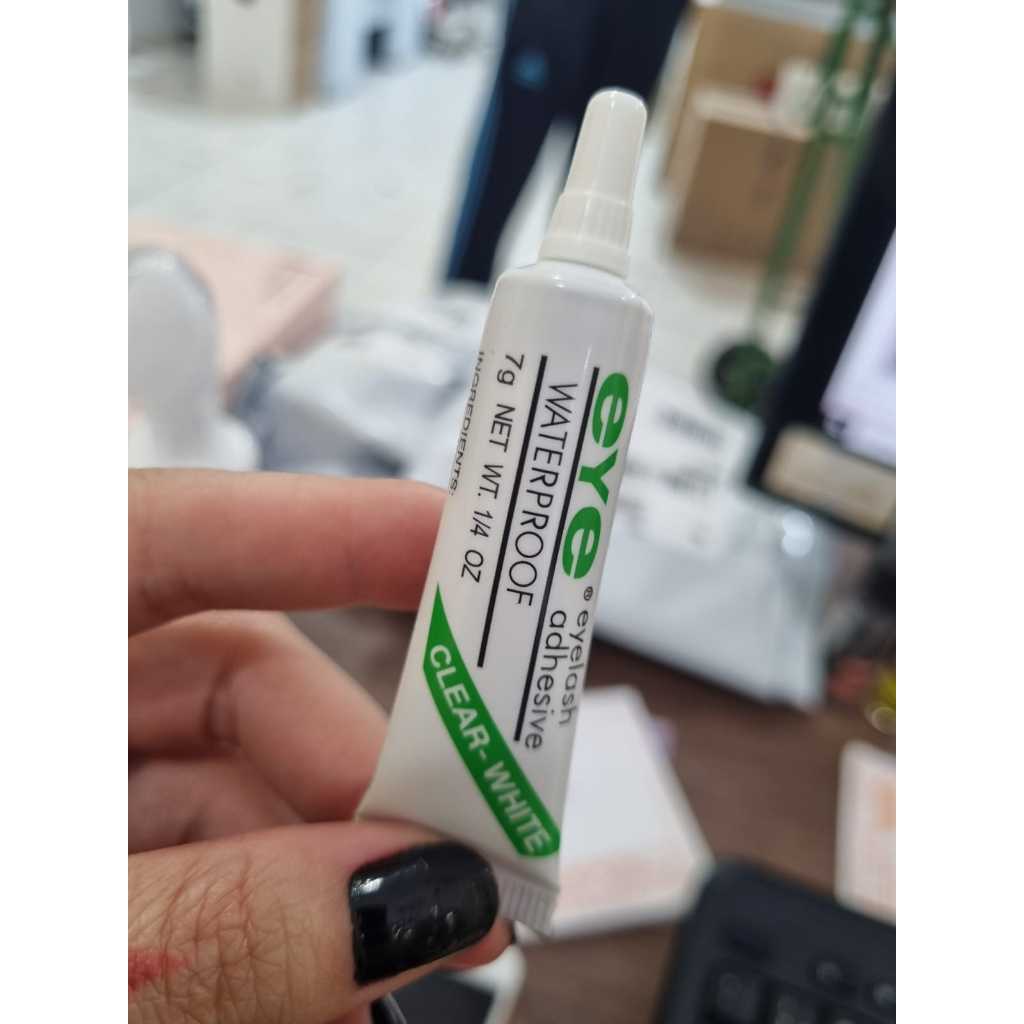 eye® eyelash
adhesive
WATERPROOF
7g NET WT. 1/4 OZ
INGREDIENTS:
CLEAR-WHITE